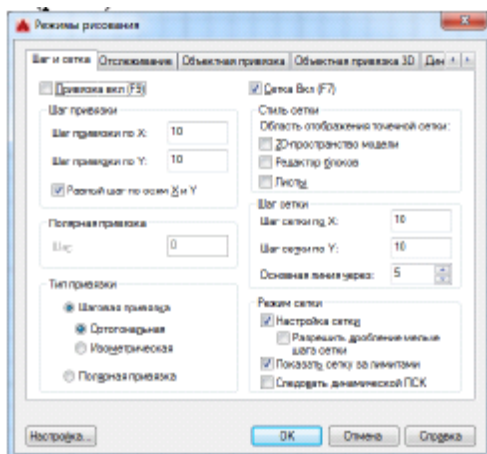 Режимы рисования
Шаг и сетка Отслеживание Объектная привязка Объектная привязка 3D Дин
Привязка вкл (F9)
Шаг привязки
Шаг привязки по X: 10
Шаг привязки по Y: 10
Равный шаг по осям X и Y
Полярная привязка
Шаг: 0
Тип привязки
Шаговая привязка
Ортогональная
Изометрическая
Полярная привязка
Сетка Вкл (F7)
Стиль сетки
Область отображения точечной сетки:
2D-пространство модели
Редактор блоков
Листы
Шаг сетки
Шаг сетки по X: 10
Шаг сетки по Y: 10
Основная линия через: 5
Режим сетки
Настройка сетки
Разрешить дробление мельче
шага сетки
Показать сетку за лимитами
Следовать динамической ПСК
Настройка... ОК Отмена Справка